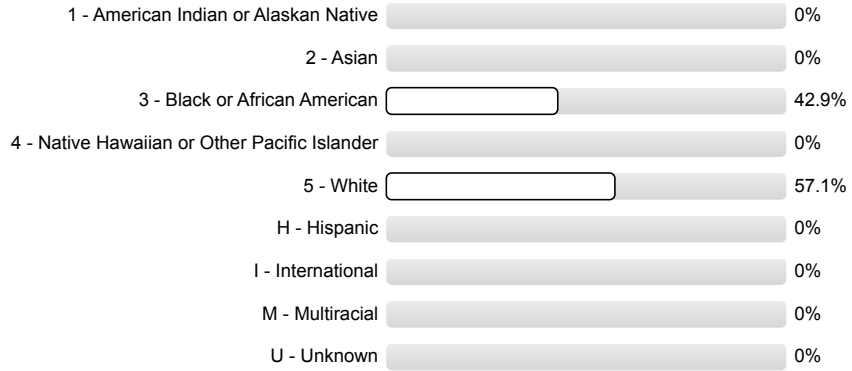 1 - American Indian or Alaskan Native 0%
2 - Asian 0%
3 - Black or African American 42.9%
4 - Native Hawaiian or Other Pacific Islander 0%
5 - White 57.1%
H - Hispanic 0%
I - International 0%
M - Multiracial 0%
U - Unknown 0%